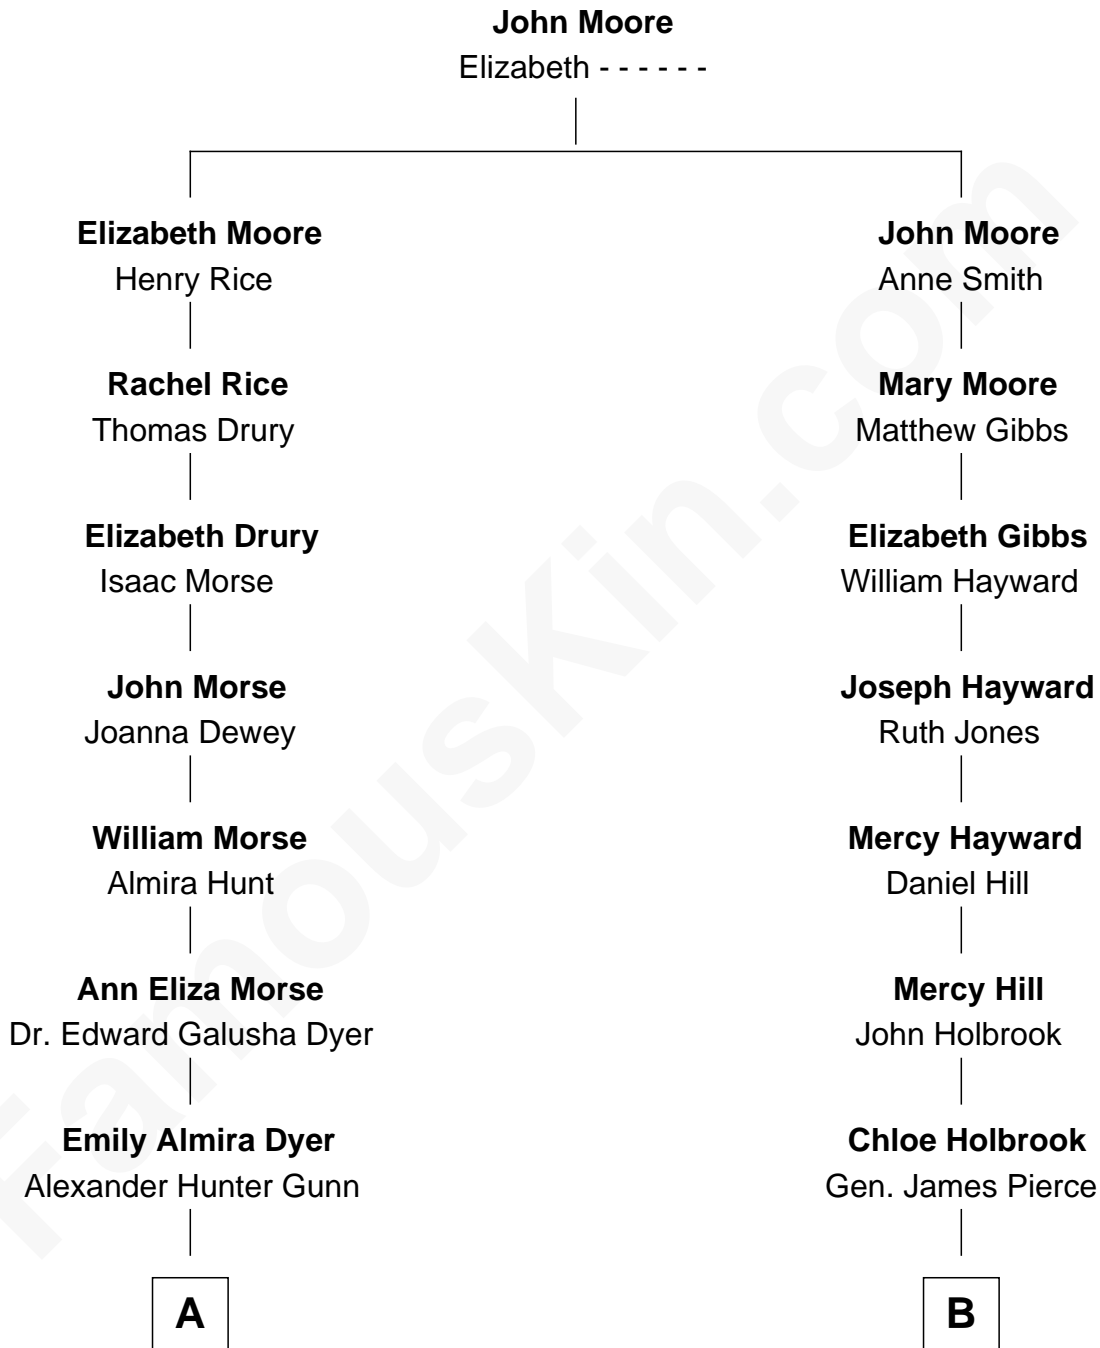 John Moore
Elizabeth - - - - - -
Elizabeth Moore
Henry Rice
John Moore
Anne Smith
Rachel Rice
Thomas Drury
Mary Moore
Matthew Gibbs
Elizabeth Drury
Isaac Morse
Elizabeth Gibbs
William Hayward
John Morse
Joanna Dewey
Joseph Hayward
Ruth Jones
William Morse
Almira Hunt
Mercy Hayward
Daniel Hill
Ann Eliza Morse
Dr. Edward Galusha Dyer
Mercy Hill
John Holbrook
Emily Almira Dyer
Alexander Hunter Gunn
Chloe Holbrook
Gen. James Pierce
A
B
FamousKin.com